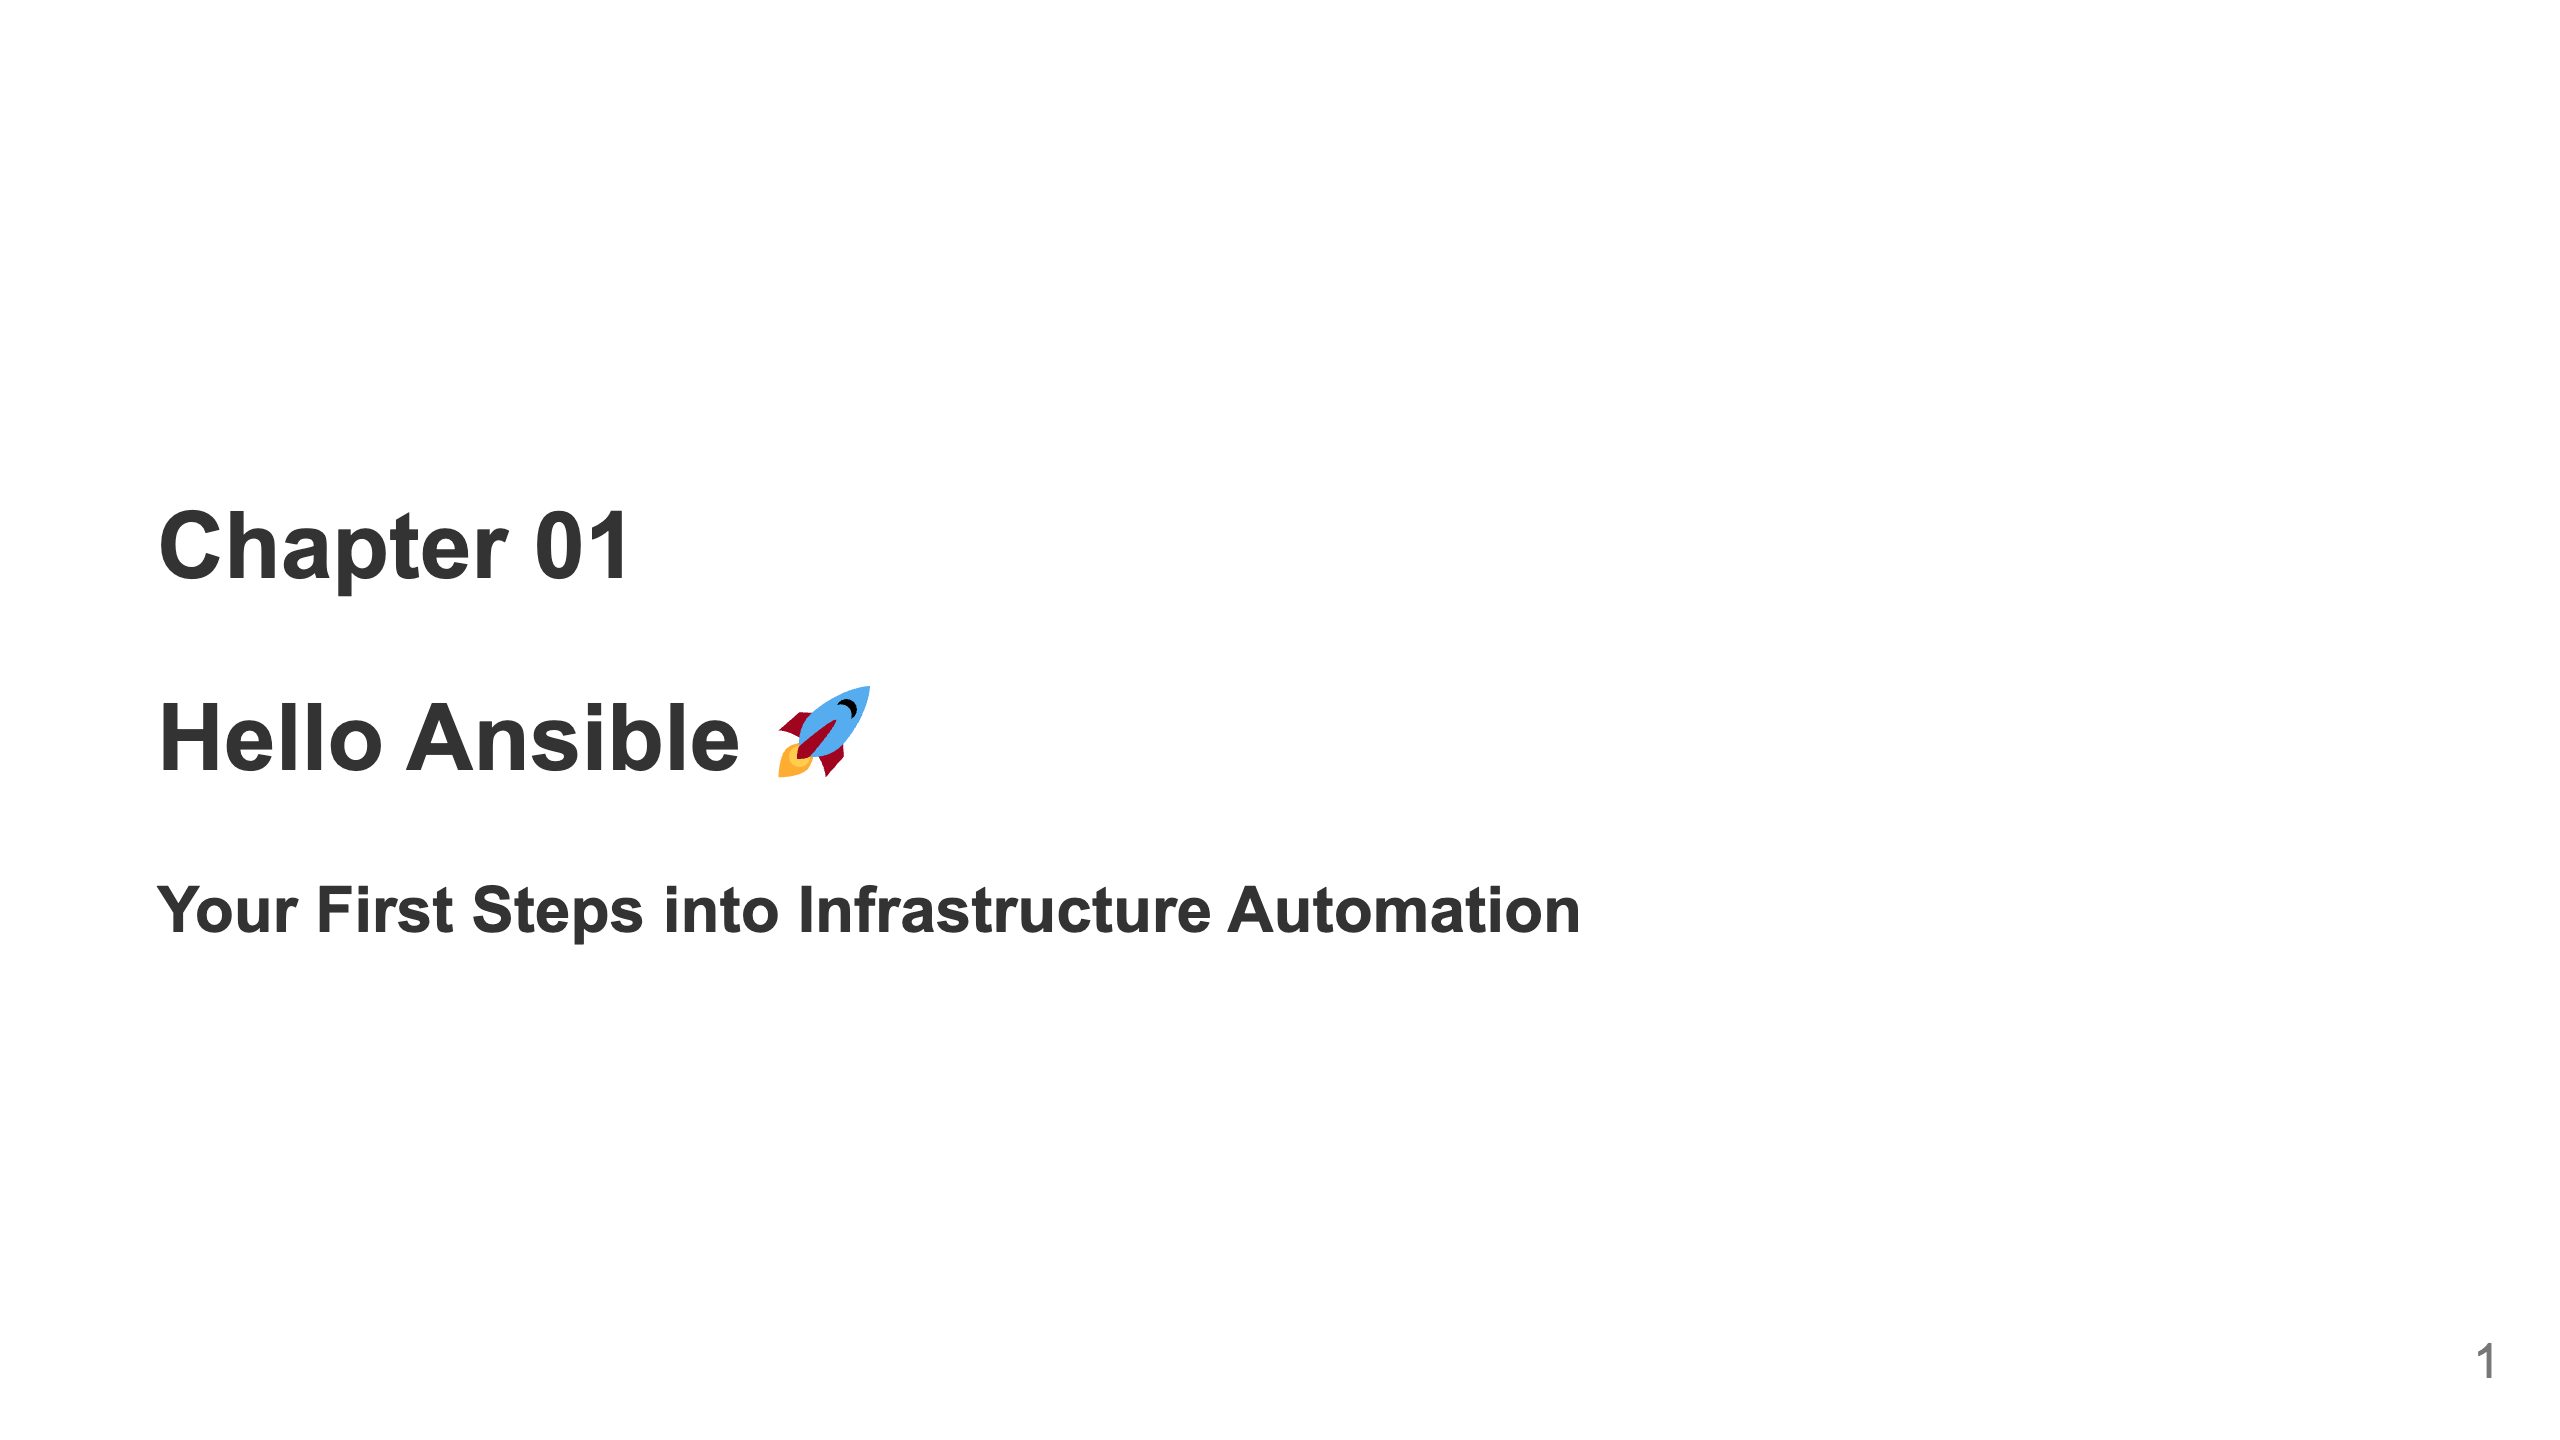 Chapter 01
Hello Ansible 🚀
Your First Steps into Infrastructure Automation
1